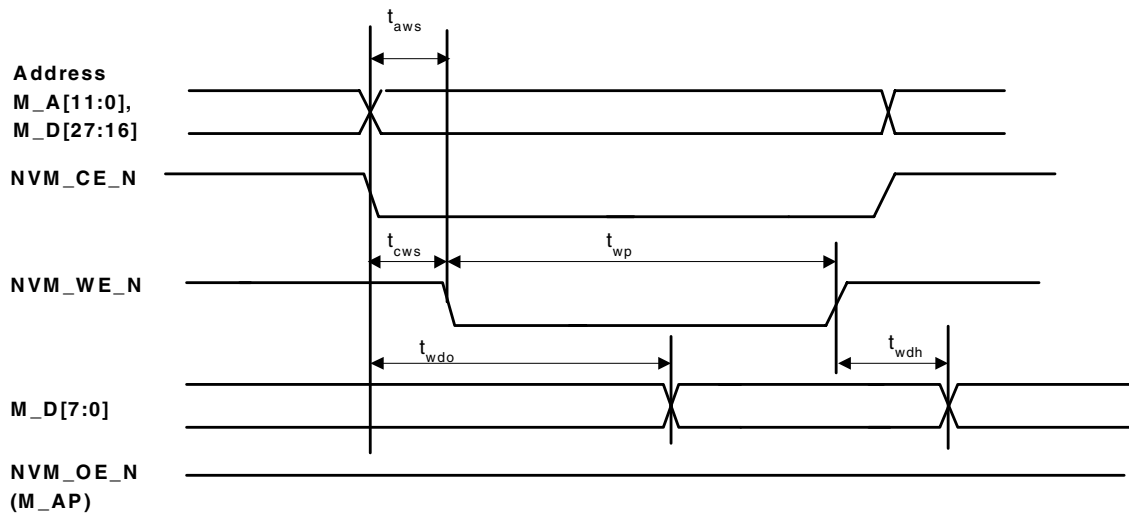 t_aws
Address
M_A[11:0],
M_D[27:16]
NVM_CE_N
t_cws
t_wp
NVM_WE_N
t_wdo
t_wdh
M_D[7:0]
NVM_OE_N
(M_AP)